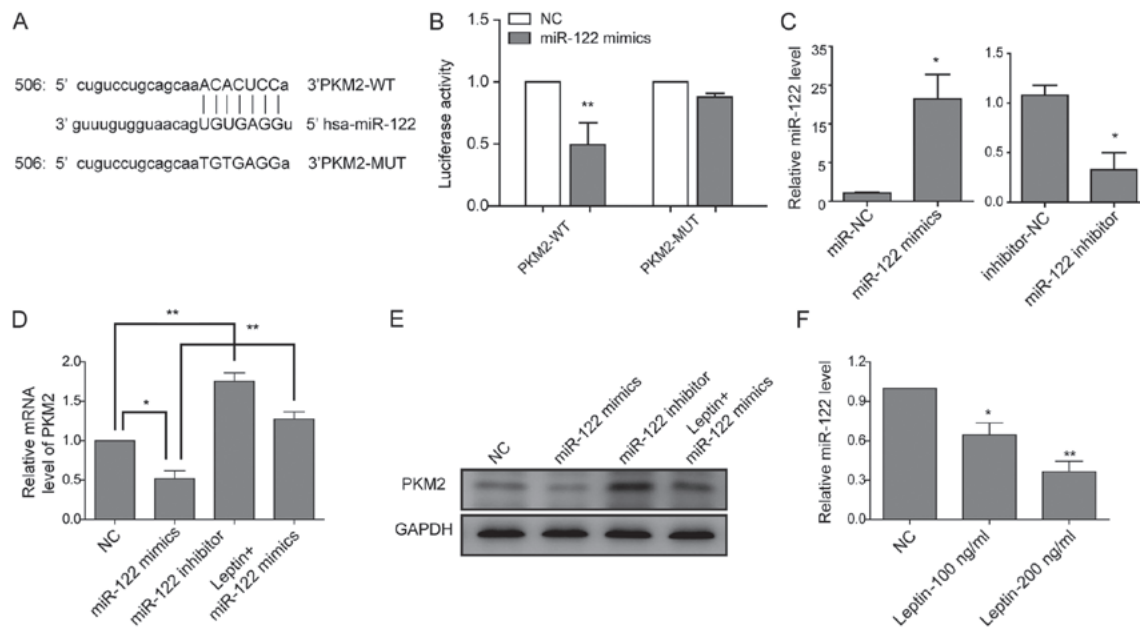 A
506: 5' cuguccugcagcaaACACUCCa 3'PKM2-WT
3' guuugugguaacagUGUGAGGu 5' hsa-miR-122
506: 5' cuguccugcagcaaTGTGAGGa 3'PKM2-MUT
B
NC
miR-122 mimics
Luciferase activity
1.5
1.0
0.5
0.0
**
PKM2-WT
PKM2-MUT
C
Relative miR-122 level
35
25
15
5
2
1
0
*
miR-NC
miR-122 mimics
1.5
1.0
0.5
0.0
*
inhibitor-NC
miR-122 inhibitor
D
Relative mRNA
level of PKM2
2.0
1.5
1.0
0.5
0.0
**
**
*
NC
miR-122 mimics
miR-122 inhibitor
Leptin+
miR-122 mimics
E
NC
miR-122 mimics
miR-122 inhibitor
Leptin+
miR-122 mimics
PKM2
GAPDH
F
Relative miR-122 level
1.2
0.9
0.6
0.3
0.0
*
**
NC
Leptin-100 ng/ml
Leptin-200 ng/ml